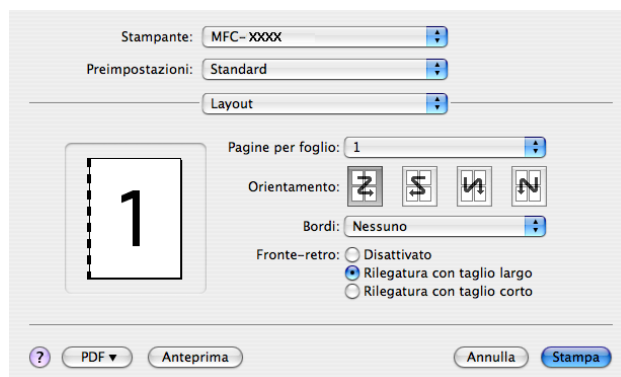 Stampante: MFC- XXXX
Preimpostazioni: Standard
Layout
Pagine per foglio: 1
1
Orientamento:
Bordi: Nessuno
Fronte-retro: Disattivato
Rilegatura con taglio largo
Rilegatura con taglio corto
? PDF Anteprima Annulla Stampa